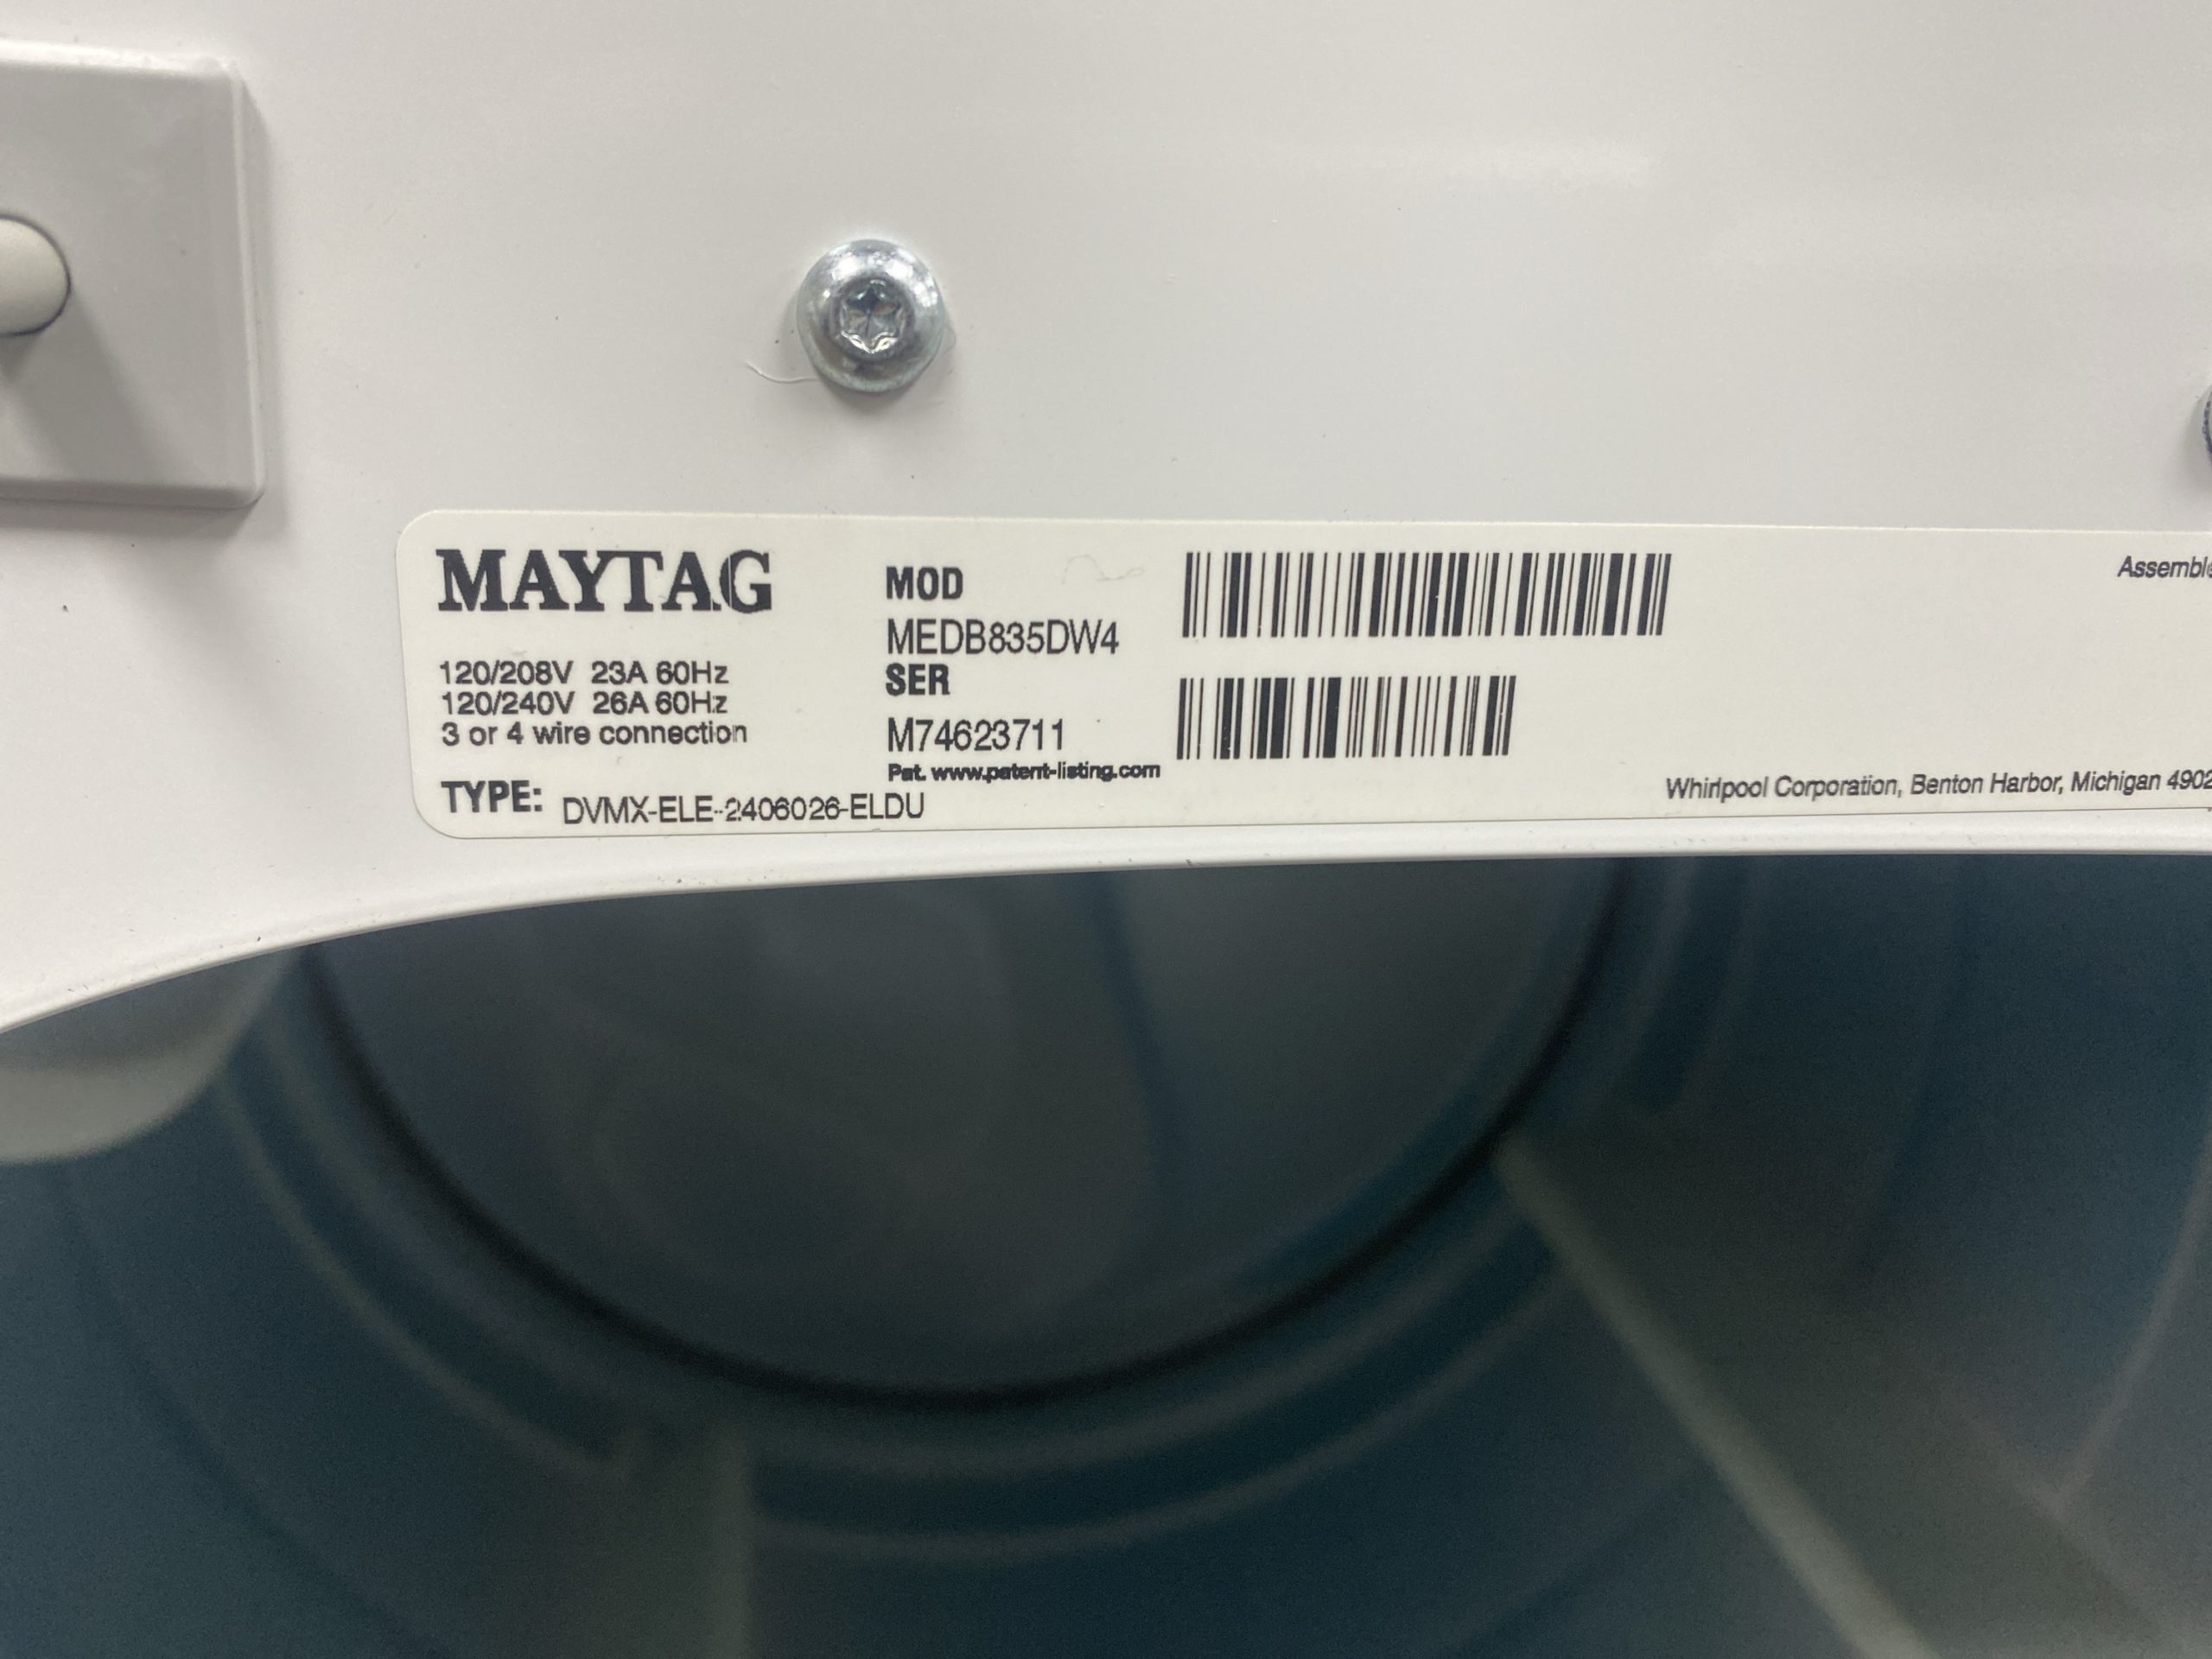 MAYTAG
120/208V 23A 60Hz
120/240V 26A 60Hz
3 or 4 wire connection
TYPE: DVMX-ELE-2406026-ELDU
MOD
MEDB835DW4
SER
M74623711
Pat. www.patent-listing.com
Whirlpool Corporation, Benton Harbor, Michigan